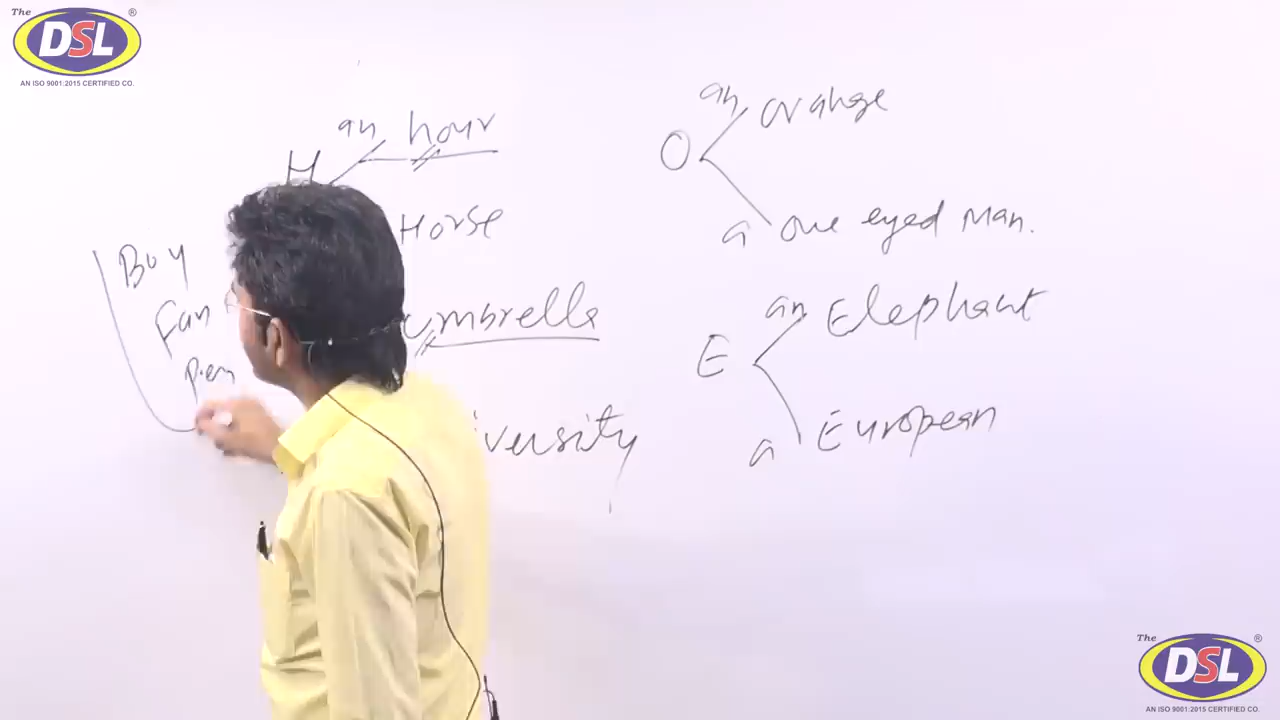 The DSL ®
AN ISO 9001:2015 CERTIFIED CO.
H
an hour
Horse
Boy
Fan
Pen
umbrella
iversity
O
an orange
a one eyed Man.
E
an Elephant
a European
The DSL ®
AN ISO 9001:2015 CERTIFIED CO.